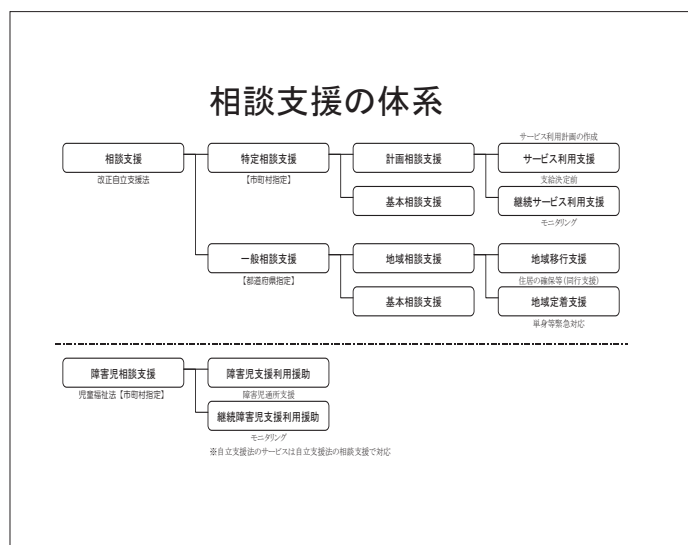 相談支援の体系
サービス利用計画の作成
相談支援
特定相談支援
計画相談支援
サービス利用支援
改正自立支援法
【市町村指定】
支給決定前
基本相談支援
継続サービス利用支援
モニタリング
一般相談支援
地域相談支援
地域移行支援
【都道府県指定】
住居の確保等(同行支援)
基本相談支援
地域定着支援
単身等緊急対応
障害児相談支援
障害児支援利用援助
児童福祉法【市町村指定】
障害児通所支援
継続障害児支援利用援助
モニタリング
※自立支援法のサービスは自立支援法の相談支援で対応